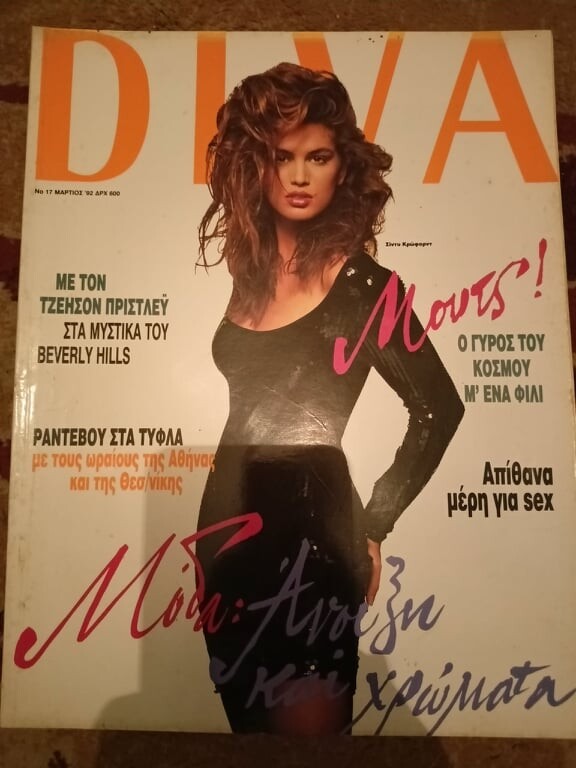 DIVA
Νο 17 ΜΑΡΤΙΟΣ '92 ΔΡΧ 600
Σίντυ Κρώφορντ
ΜΕ ΤΟΝ
ΤΖΕΗΣΟΝ ΠΡΙΣΤΛΕΫ
ΣΤΑ ΜΥΣΤΙΚΑ ΤΟΥ
BEVERLY HILLS
Μουτς!
Ο ΓΥΡΟΣ ΤΟΥ
ΚΟΣΜΟΥ
Μ' ΕΝΑ ΦΙΛΙ
ΡΑΝΤΕΒΟΥ ΣΤΑ ΤΥΦΛΑ
με τους ωραίους της Αθήνας
και της Θεσ/νίκης
Απίθανα
μέρη για sex
Μόδα: Άνοιξη
και χρώματα